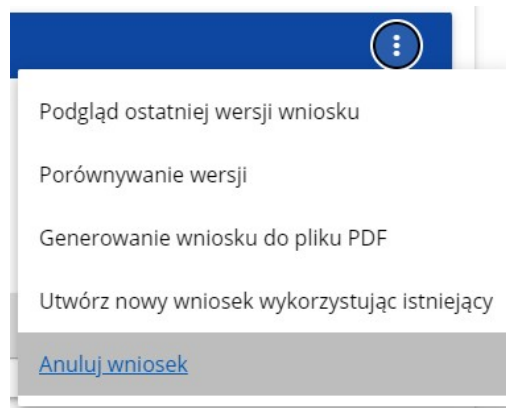 Podgląd ostatniej wersji wniosku
Porównywanie wersji
Generowanie wniosku do pliku PDF
Utwórz nowy wniosek wykorzystując istniejący
Anuluj wniosek